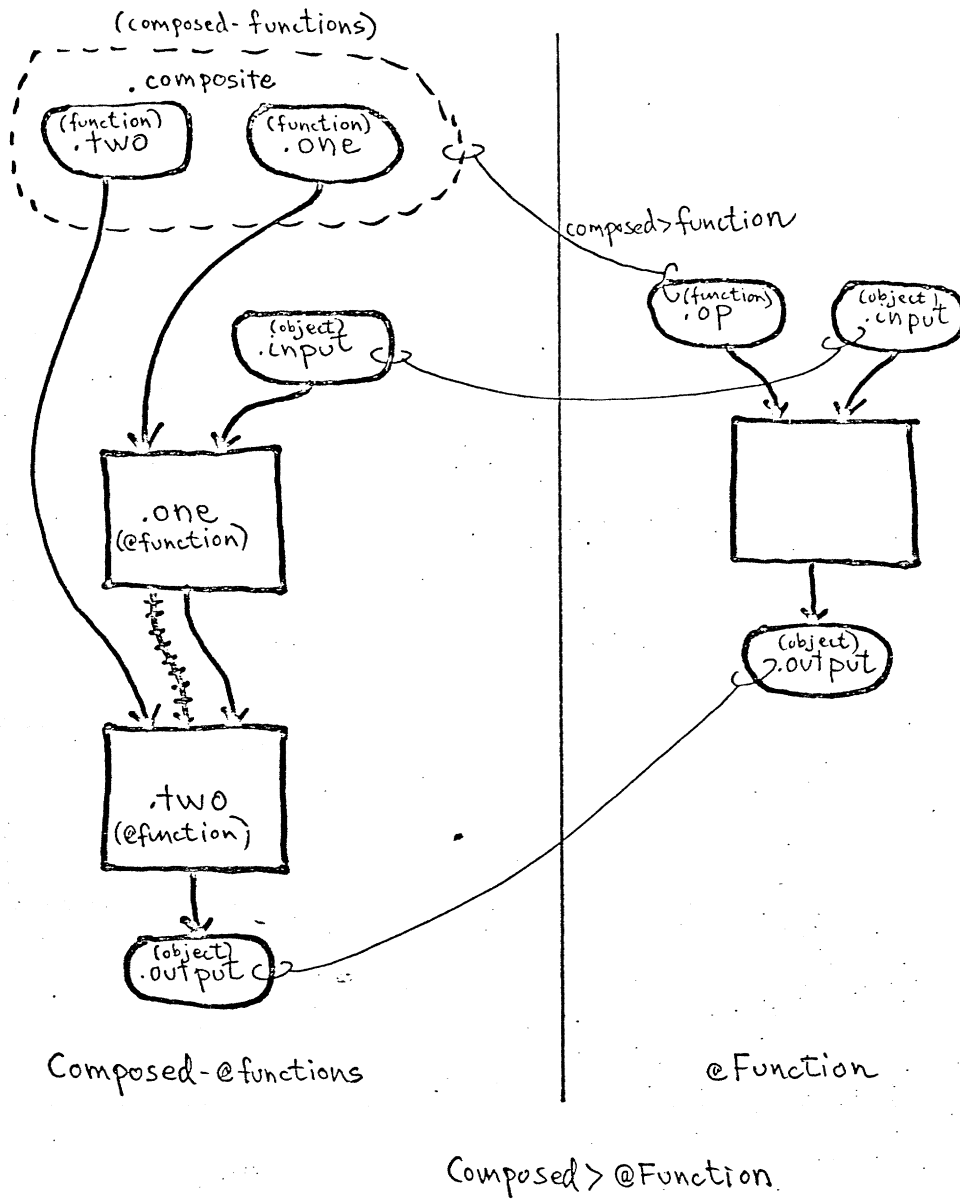 (composed-functions)
.composite
(function)
.two
(function)
.one
composed>function
(object)
.input
(function)
.op
(object)
.input
.one
(@function)
(object)
.output
.two
(@function)
(object)
.output
Composed-@functions
@Function
Composed>@Function